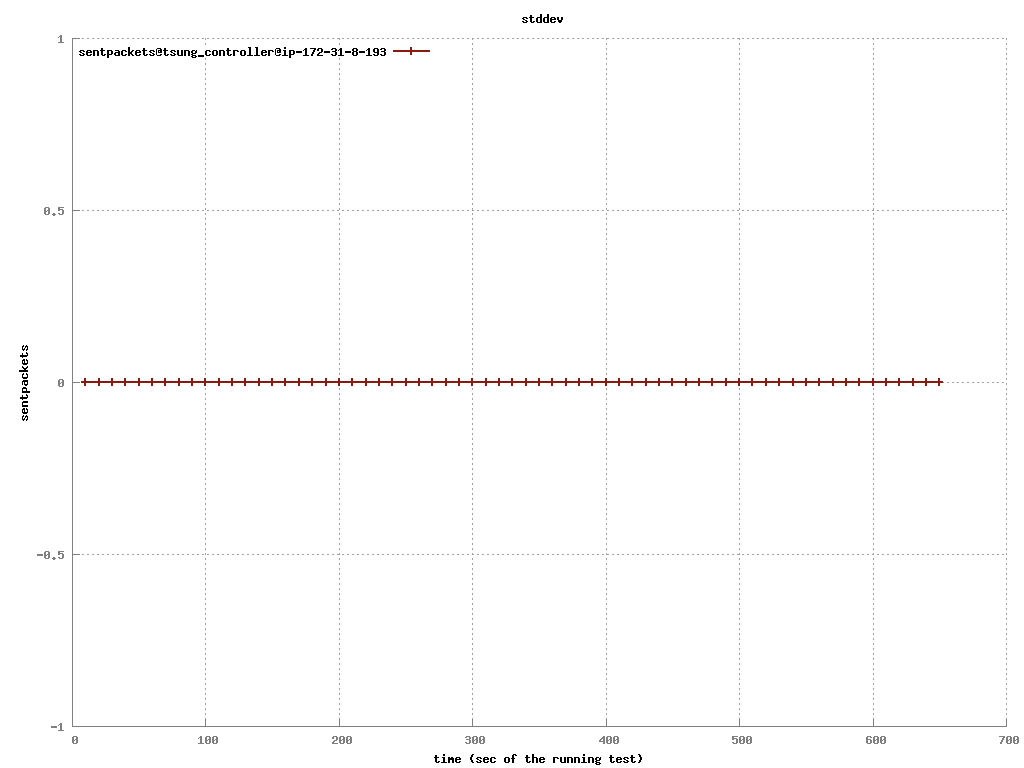 stddev
1
sentpackets@tsung_controller@ip-172-31-8-193
0.5
sentpackets
0
-0.5
-1
0 100 200 300 400 500 600 700
time (sec of the running test)